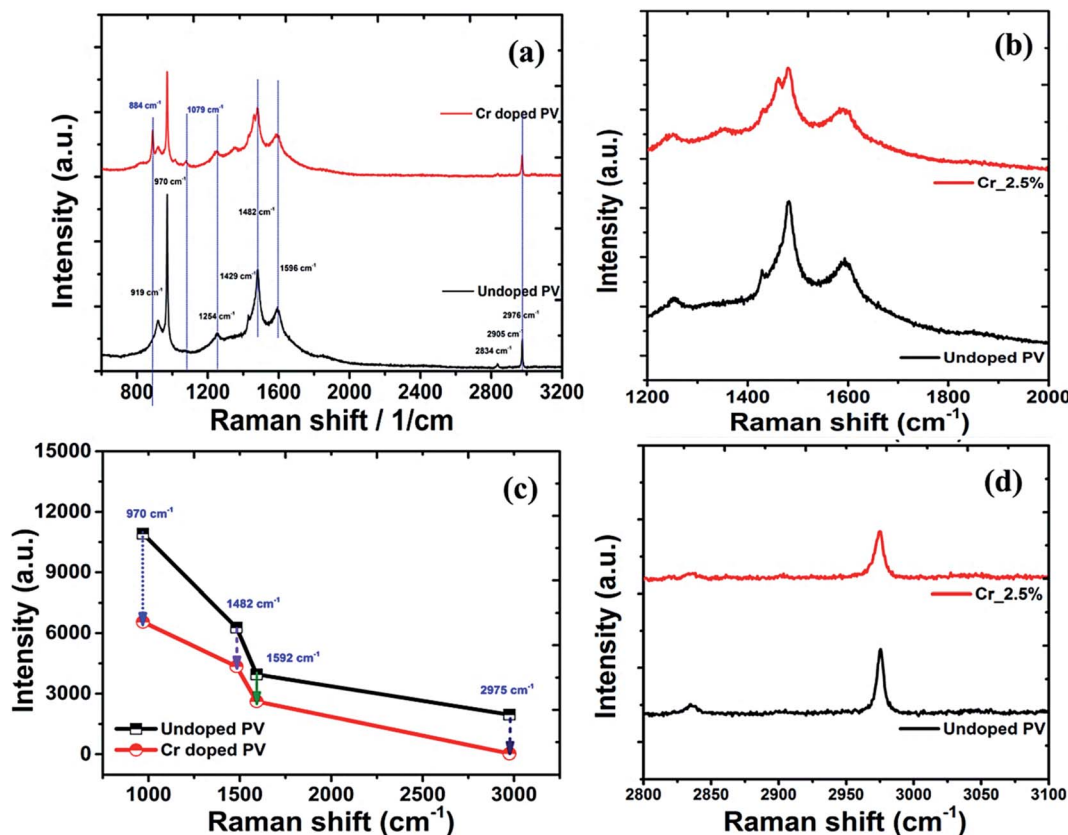 (a)
884 cm⁻¹
1079 cm⁻¹
Cr doped PV
970 cm⁻¹
1482 cm⁻¹
1429 cm⁻¹
1596 cm⁻¹
919 cm⁻¹
1254 cm⁻¹
Undoped PV
2976 cm⁻¹
2905 cm⁻¹
2834 cm⁻¹
Intensity (a.u.)
800 1200 1600 2000 2400 2800 3200
Raman shift / 1/cm
(b)
Cr_2.5%
Undoped PV
Intensity (a.u.)
1200 1400 1600 1800 2000
Raman shift (cm⁻¹)
(c)
15000
12000
9000
6000
3000
0
970 cm⁻¹
1482 cm⁻¹
1592 cm⁻¹
2975 cm⁻¹
Undoped PV
Cr doped PV
Intensity (a.u.)
1000 1500 2000 2500 3000
Raman shift (cm⁻¹)
(d)
Cr_2.5%
Undoped PV
Intensity (a.u.)
2800 2850 2900 2950 3000 3050 3100
Raman shift (cm⁻¹)